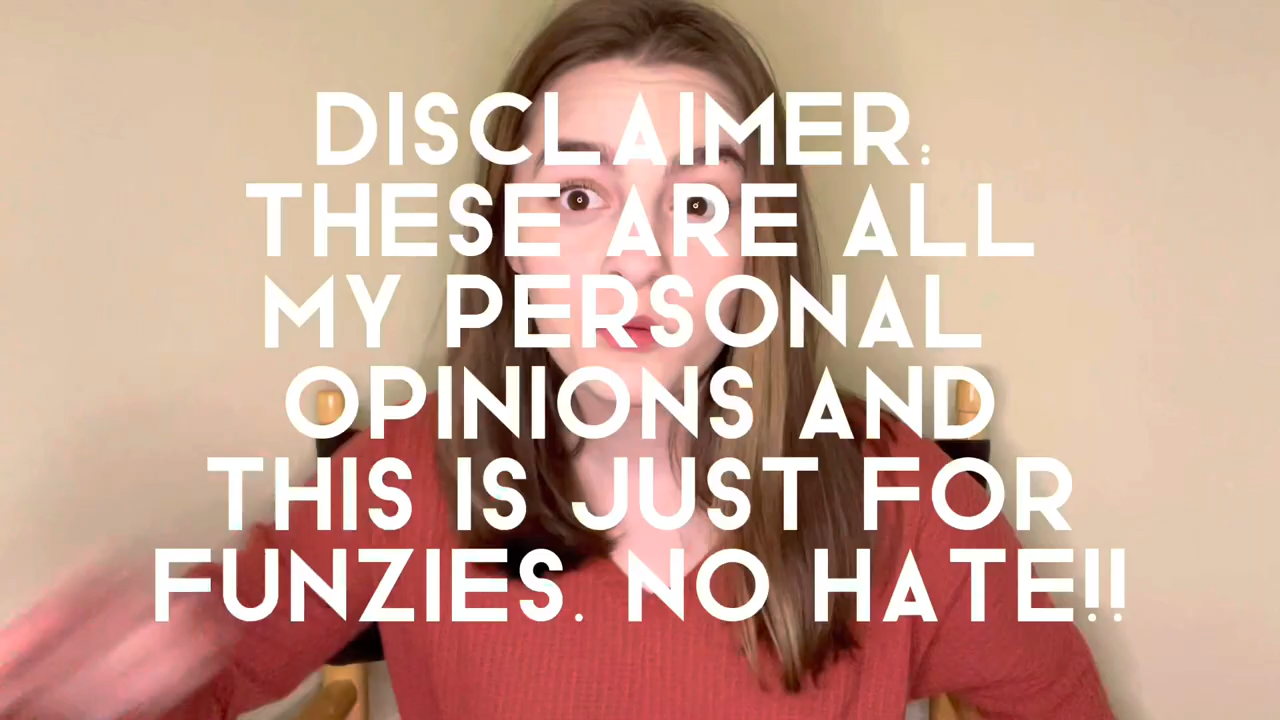 DISCLAIMER:
THESE ARE ALL
MY PERSONAL
OPINIONS AND
THIS IS JUST FOR
FUNZIES. NO HATE!!